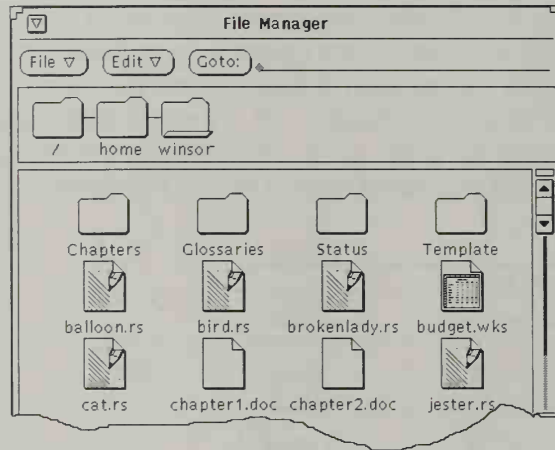 File Manager
File Edit Goto:
/ home winsor
Chapters Glossaries Status Template
balloon.rs bird.rs brokenlady.rs budget.wks
cat.rs chapter1.doc chapter2.doc jester.rs